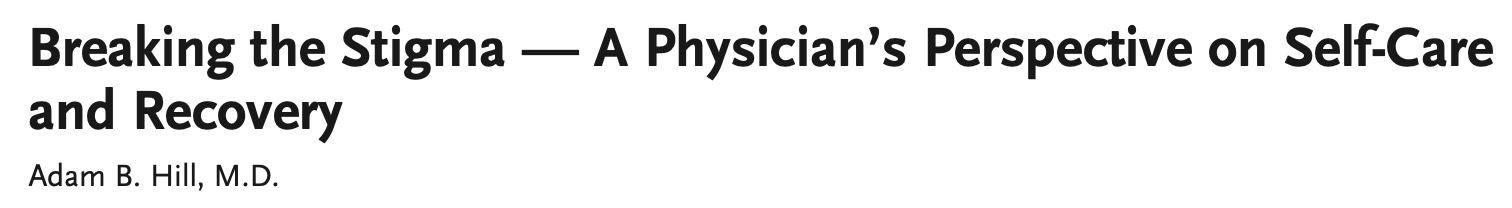 Breaking the Stigma — A Physician’s Perspective on Self-Care
and Recovery
Adam B. Hill, M.D.